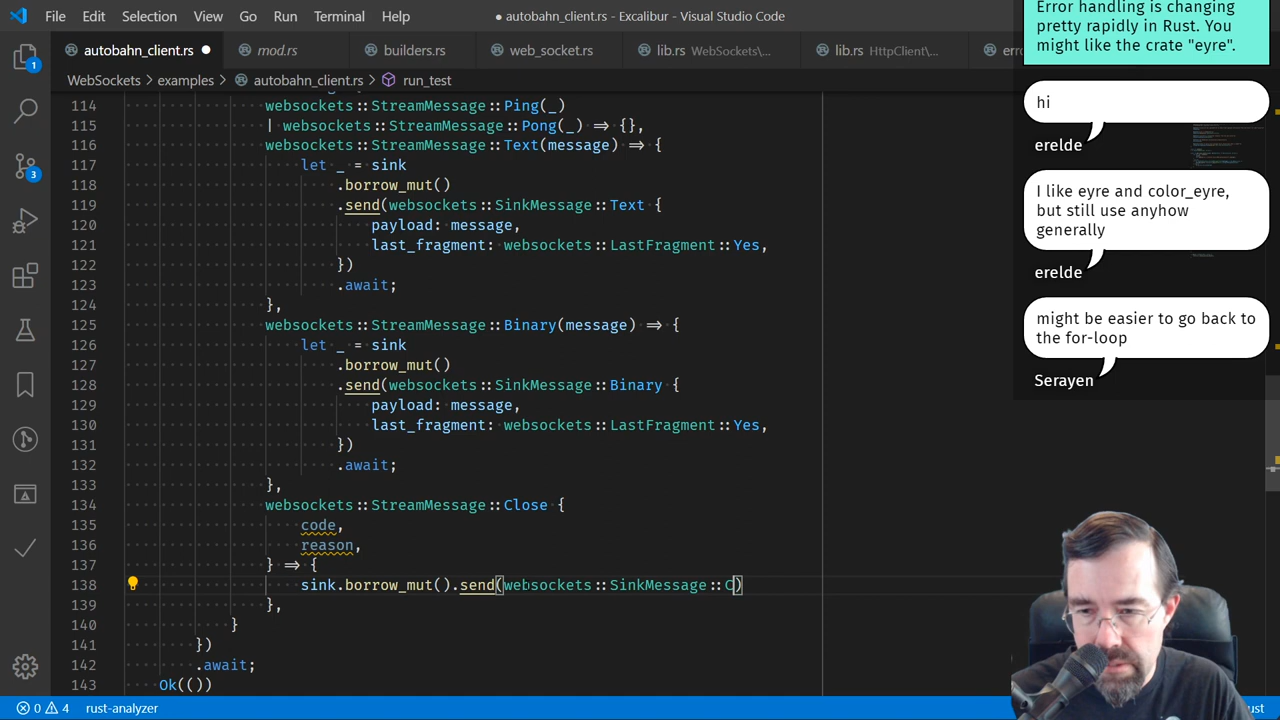 File Edit Selection View Go Run Terminal Help
● autobahn_client.rs - Excalibur - Visual Studio Code
autobahn_client.rs ● mod.rs builders.rs web_socket.rs lib.rs WebSockets\... lib.rs HttpClient\...
WebSockets > examples > autobahn_client.rs > run_test
114 websockets::StreamMessage::Ping(_)
115 | websockets::StreamMessage::Pong(_) => {},
116 websockets::StreamMessage::Text(message) => {
117 let _ = sink
118 .borrow_mut()
119 .send(websockets::SinkMessage::Text {
120 payload: message,
121 last_fragment: websockets::LastFragment::Yes,
122 })
123 .await;
124 },
125 websockets::StreamMessage::Binary(message) => {
126 let _ = sink
127 .borrow_mut()
128 .send(websockets::SinkMessage::Binary {
129 payload: message,
130 last_fragment: websockets::LastFragment::Yes,
131 })
132 .await;
133 },
134 websockets::StreamMessage::Close {
135 code,
136 reason,
137 } => {
138 sink.borrow_mut().send(websockets::SinkMessage::C)
139 },
140 }
141 })
142 .await;
143 Ok(())
1
3
0 4 rust-analyzer
Error handling is changing
pretty rapidly in Rust. You
might like the crate "eyre".
hi
erelde
I like eyre and color_eyre,
but still use anyhow
generally
erelde
might be easier to go back to
the for-loop
Serayen